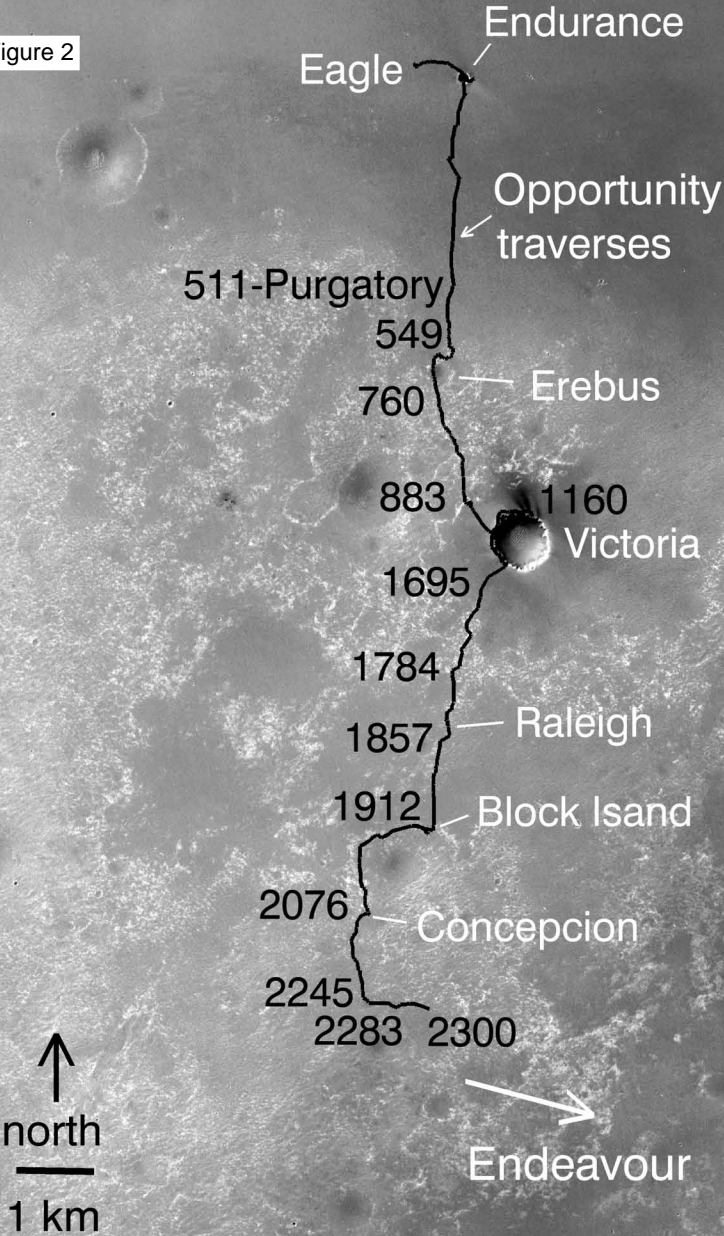 igure 2
Endurance
Eagle
Opportunity
traverses
511-Purgatory
549
Erebus
760
883
1160
Victoria
1695
1784
Raleigh
1857
1912
Block Isand
2076
Concepcion
2245
2283 2300
north
Endeavour
1 km